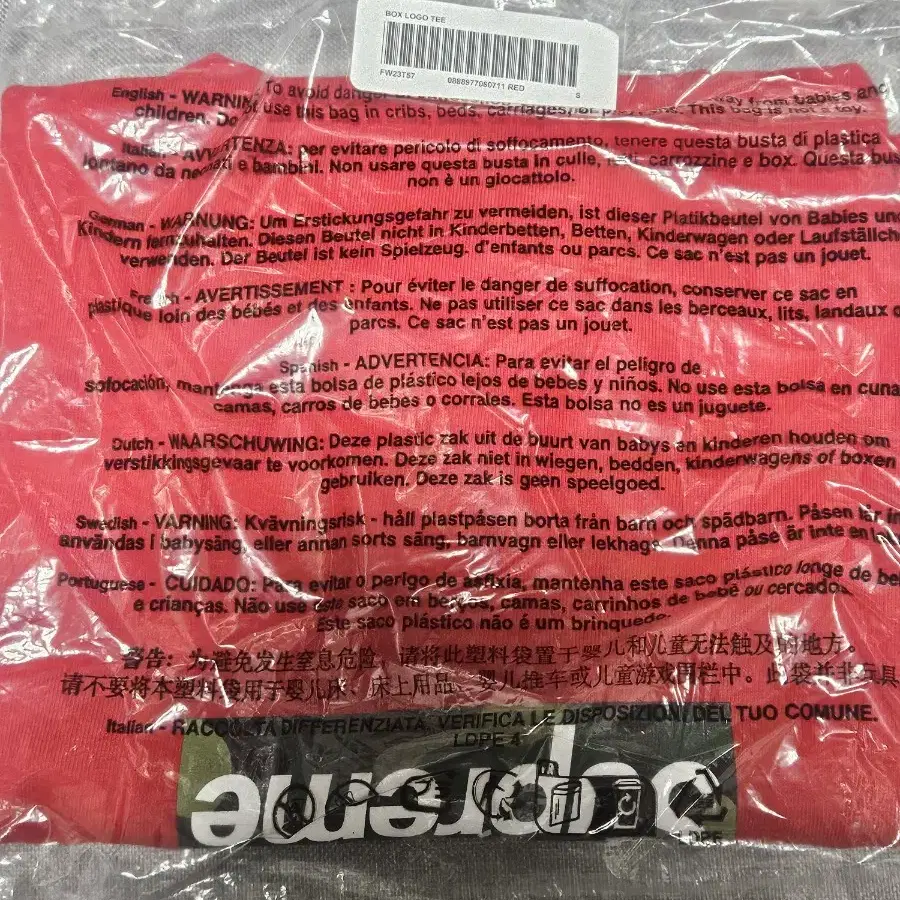 BOX LOGO TEE
FW23T57 0888977060711 RED
S
English - WARNING To avoid danger away from babies and
children. Do not use this bag in cribs, beds, carriages, or This bag is not a toy.
Italian - AVVERTENZA: per evitare pericolo di soffocamento, tenere questa busta di plastica
lontano da neonati e bambini. Non usare questa busta in culle, letti, carrozzine e box. Questa bus
non è un giocattolo.
German - WARNUNG: Um Erstickungsgefahr zu vermeiden, ist dieser Platikbeutel von Babies und
Kindern fernzuhalten. Diesen Beutel nicht in Kinderbetten, Betten, Kinderwagen oder Laufställche
verwenden. Der Beutel ist kein Spielzeug. d'enfants ou parcs. Ce sac n'est pas un jouet.
French - AVERTISSEMENT : Pour éviter le danger de suffocation, conserver ce sac en
plastique loin des bébés et des enfants. Ne pas utiliser ce sac dans les berceaux, lits, landaux o
parcs. Ce sac n'est pas un jouet.
Spanish - ADVERTENCIA: Para evitar el peligro de
sofocación, mantenga esta bolsa de plástico lejos de bebes y niños. No use esta bolsa en cuna
camas, carros de bebes o corrales. Esta bolsa no es un juguete.
Dutch - WAARSCHUWING: Deze plastic zak uit de buurt van babys en kinderen houden om
verstikkingsgevaar te voorkomen. Deze zak niet in wiegen, bedden, kinderwagens of boxen
gebruiken. Deze zak is geen speelgoed.
Swedish - VARNING: Kvävningsrisk - håll plastpåsen borta från barn och spädbarn. Påsen får in
användas i babysäng, eller annan sorts säng, barnvagn eller lekhage. Denna påse är inte en l
Portuguese - CUIDADO: Para evitar o perigo de asfixia, mantenha este saco plástico longe de be
e crianças. Não use este saco em berços, camas, carrinhos de bebê ou cercados.
Este saco plástico não é um brinquedo.
警告: 为避免发生窒息危险, 请将此塑料袋置于婴儿和儿童无法触及的地方。
请不要将本塑料袋用于婴儿床、床上用品、婴儿推车或儿童游戏围栏中。此袋并非玩具
Italian - RACCOLTA DIFFERENZIATA. VERIFICA LE DISPOSIZIONI DEL TUO COMUNE.
LDPE 4
Supreme
LDPE